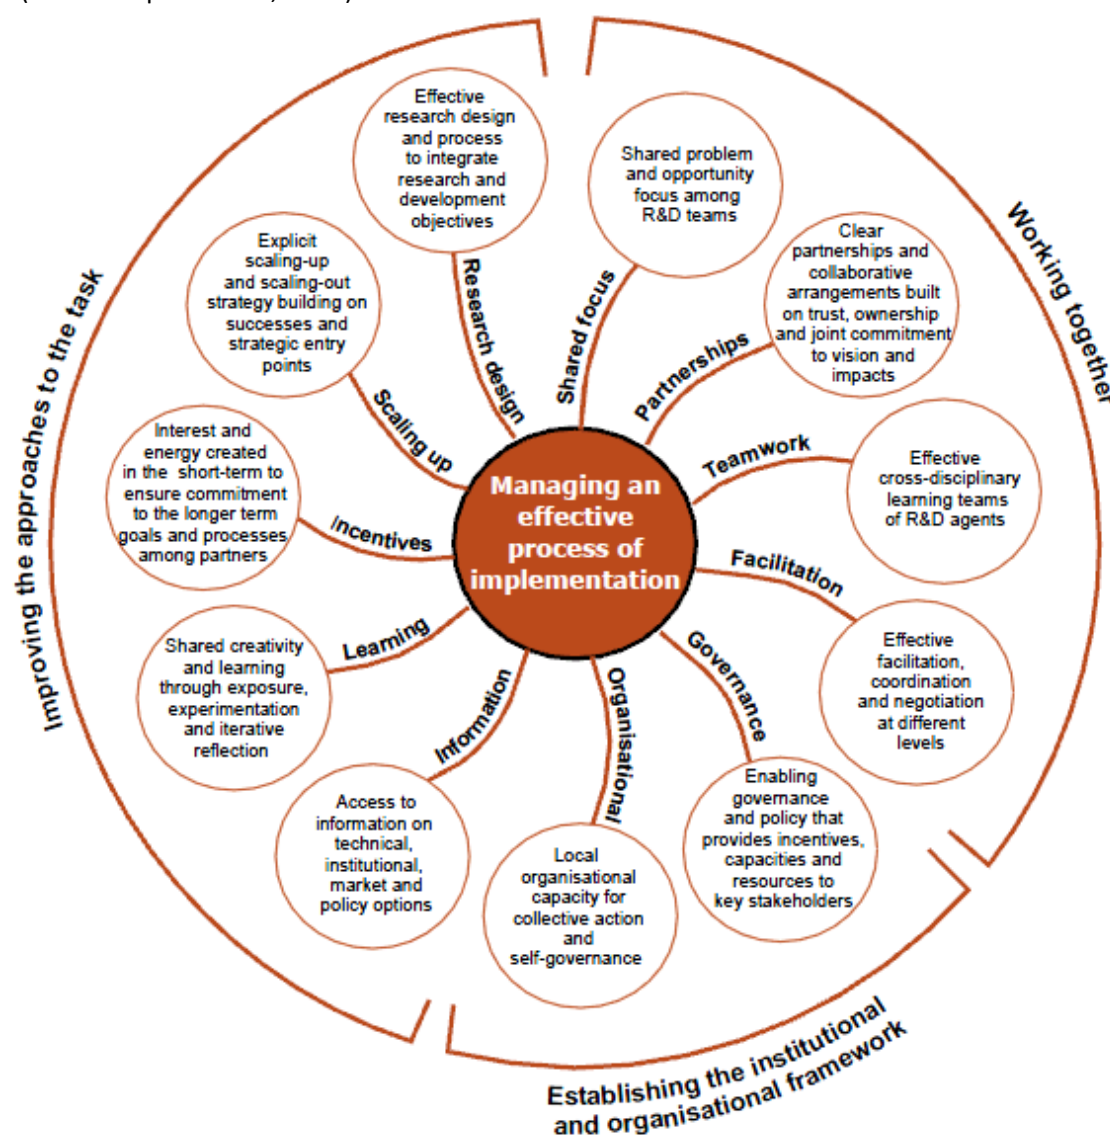 Effective
research design
and process
to integrate
research and
development
objectives
Shared problem
and opportunity
focus among
R&D teams
Clear
partnerships and
collaborative
arrangements built
on trust, ownership
and joint commitment
to vision and
impacts
Effective
cross-disciplinary
learning teams
of R&D agents
Effective
facilitation,
coordination
and negotiation
at different
levels
Enabling
governance
and policy that
provides incentives,
capacities and
resources to
key stakeholders
Local
organisational
capacity for
collective action
and
self-governance
Access to
information on
technical,
institutional,
market and
policy options
Shared creativity
and learning
through exposure,
experimentation
and iterative
reflection
Interest and
energy created
in the short-term to
ensure commitment
to the longer term
goals and processes
among partners
Explicit
scaling-up
and scaling-out
strategy building on
successes and
strategic entry
points
Research design
Shared focus
Partnerships
Teamwork
Facilitation
Governance
Organisational
Information
Learning
Incentives
Scaling up
Managing an
effective
process of
implementation
Improving the approaches to the task
Working together
Establishing the institutional
and organisational framework